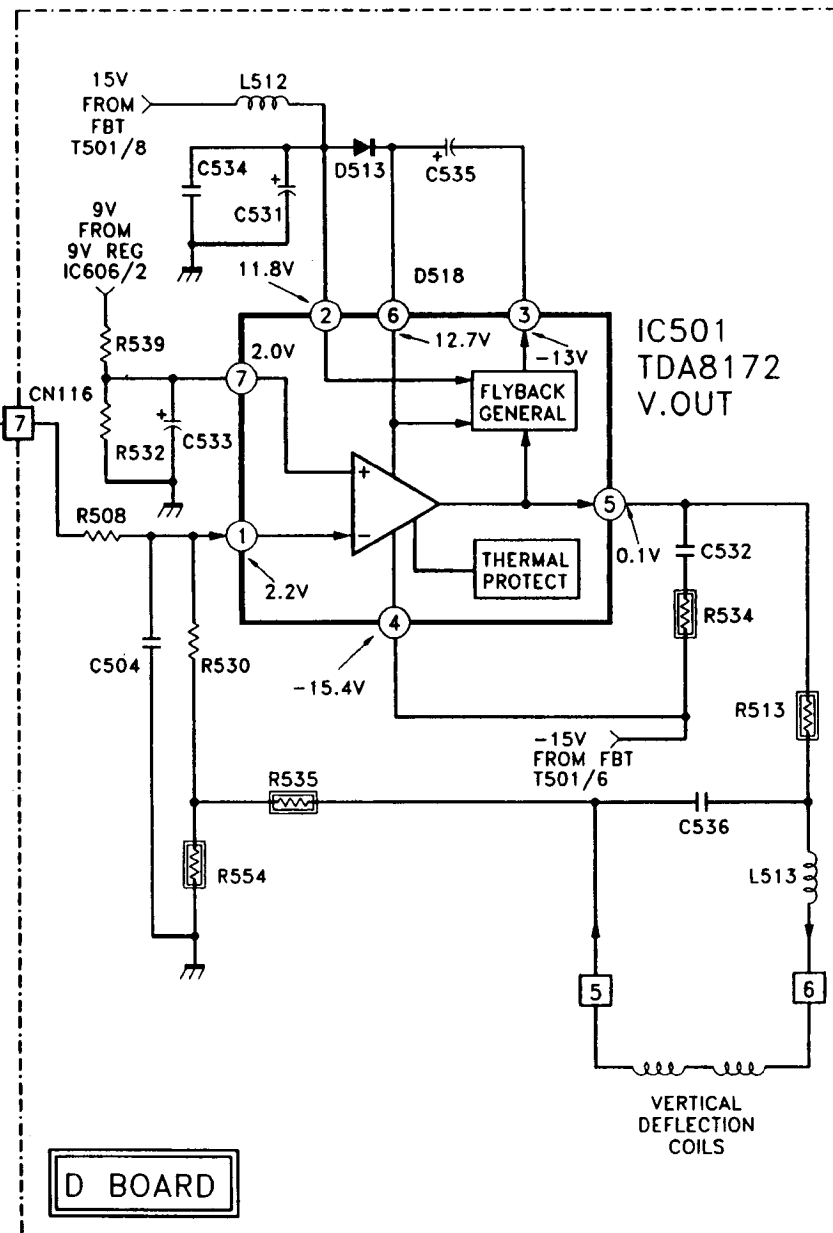 15V
FROM
FBT
T501/8
L512
C534
C531
D513
C535
9V
FROM
9V REG
IC606/2
11.8V
D518
2
6
3
12.7V
-13V
IC501
TDA8172
V.OUT
R539
2.0V
7
CN116
7
R532
C533
FLYBACK
GENERAL
+
-
R508
1
2.2V
5
0.1V
C532
THERMAL
PROTECT
R534
4
-15.4V
C504
R530
R513
-15V
FROM FBT
T501/6
R535
C536
R554
L513
5
6
VERTICAL
DEFLECTION
COILS
D BOARD